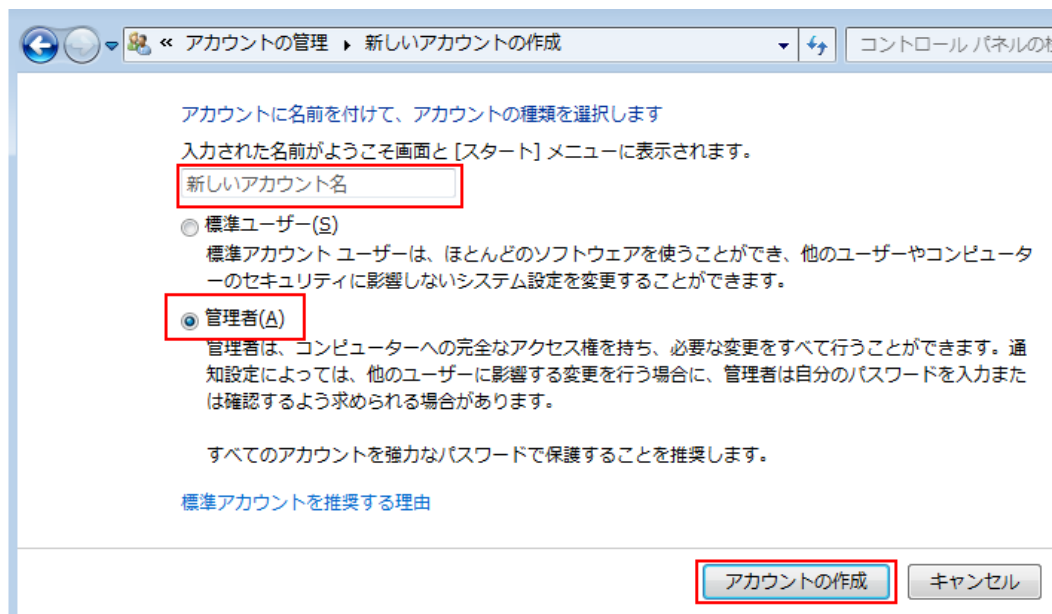 « アカウントの管理 ▸ 新しいアカウントの作成
コントロール パネルの
アカウントに名前を付けて、アカウントの種類を選択します
入力された名前がようこそ画面と [スタート] メニューに表示されます。
新しいアカウント名
標準ユーザー(S)
標準アカウント ユーザーは、ほとんどのソフトウェアを使うことができ、他のユーザーやコンピュータ
ーのセキュリティに影響しないシステム設定を変更することができます。
管理者(A)
管理者は、コンピューターへの完全なアクセス権を持ち、必要な変更をすべて行うことができます。通
知設定によっては、他のユーザーに影響する変更を行う場合に、管理者は自分のパスワードを入力また
は確認するよう求められる場合があります。
すべてのアカウントを強力なパスワードで保護することを推奨します。
標準アカウントを推奨する理由
アカウントの作成
キャンセル